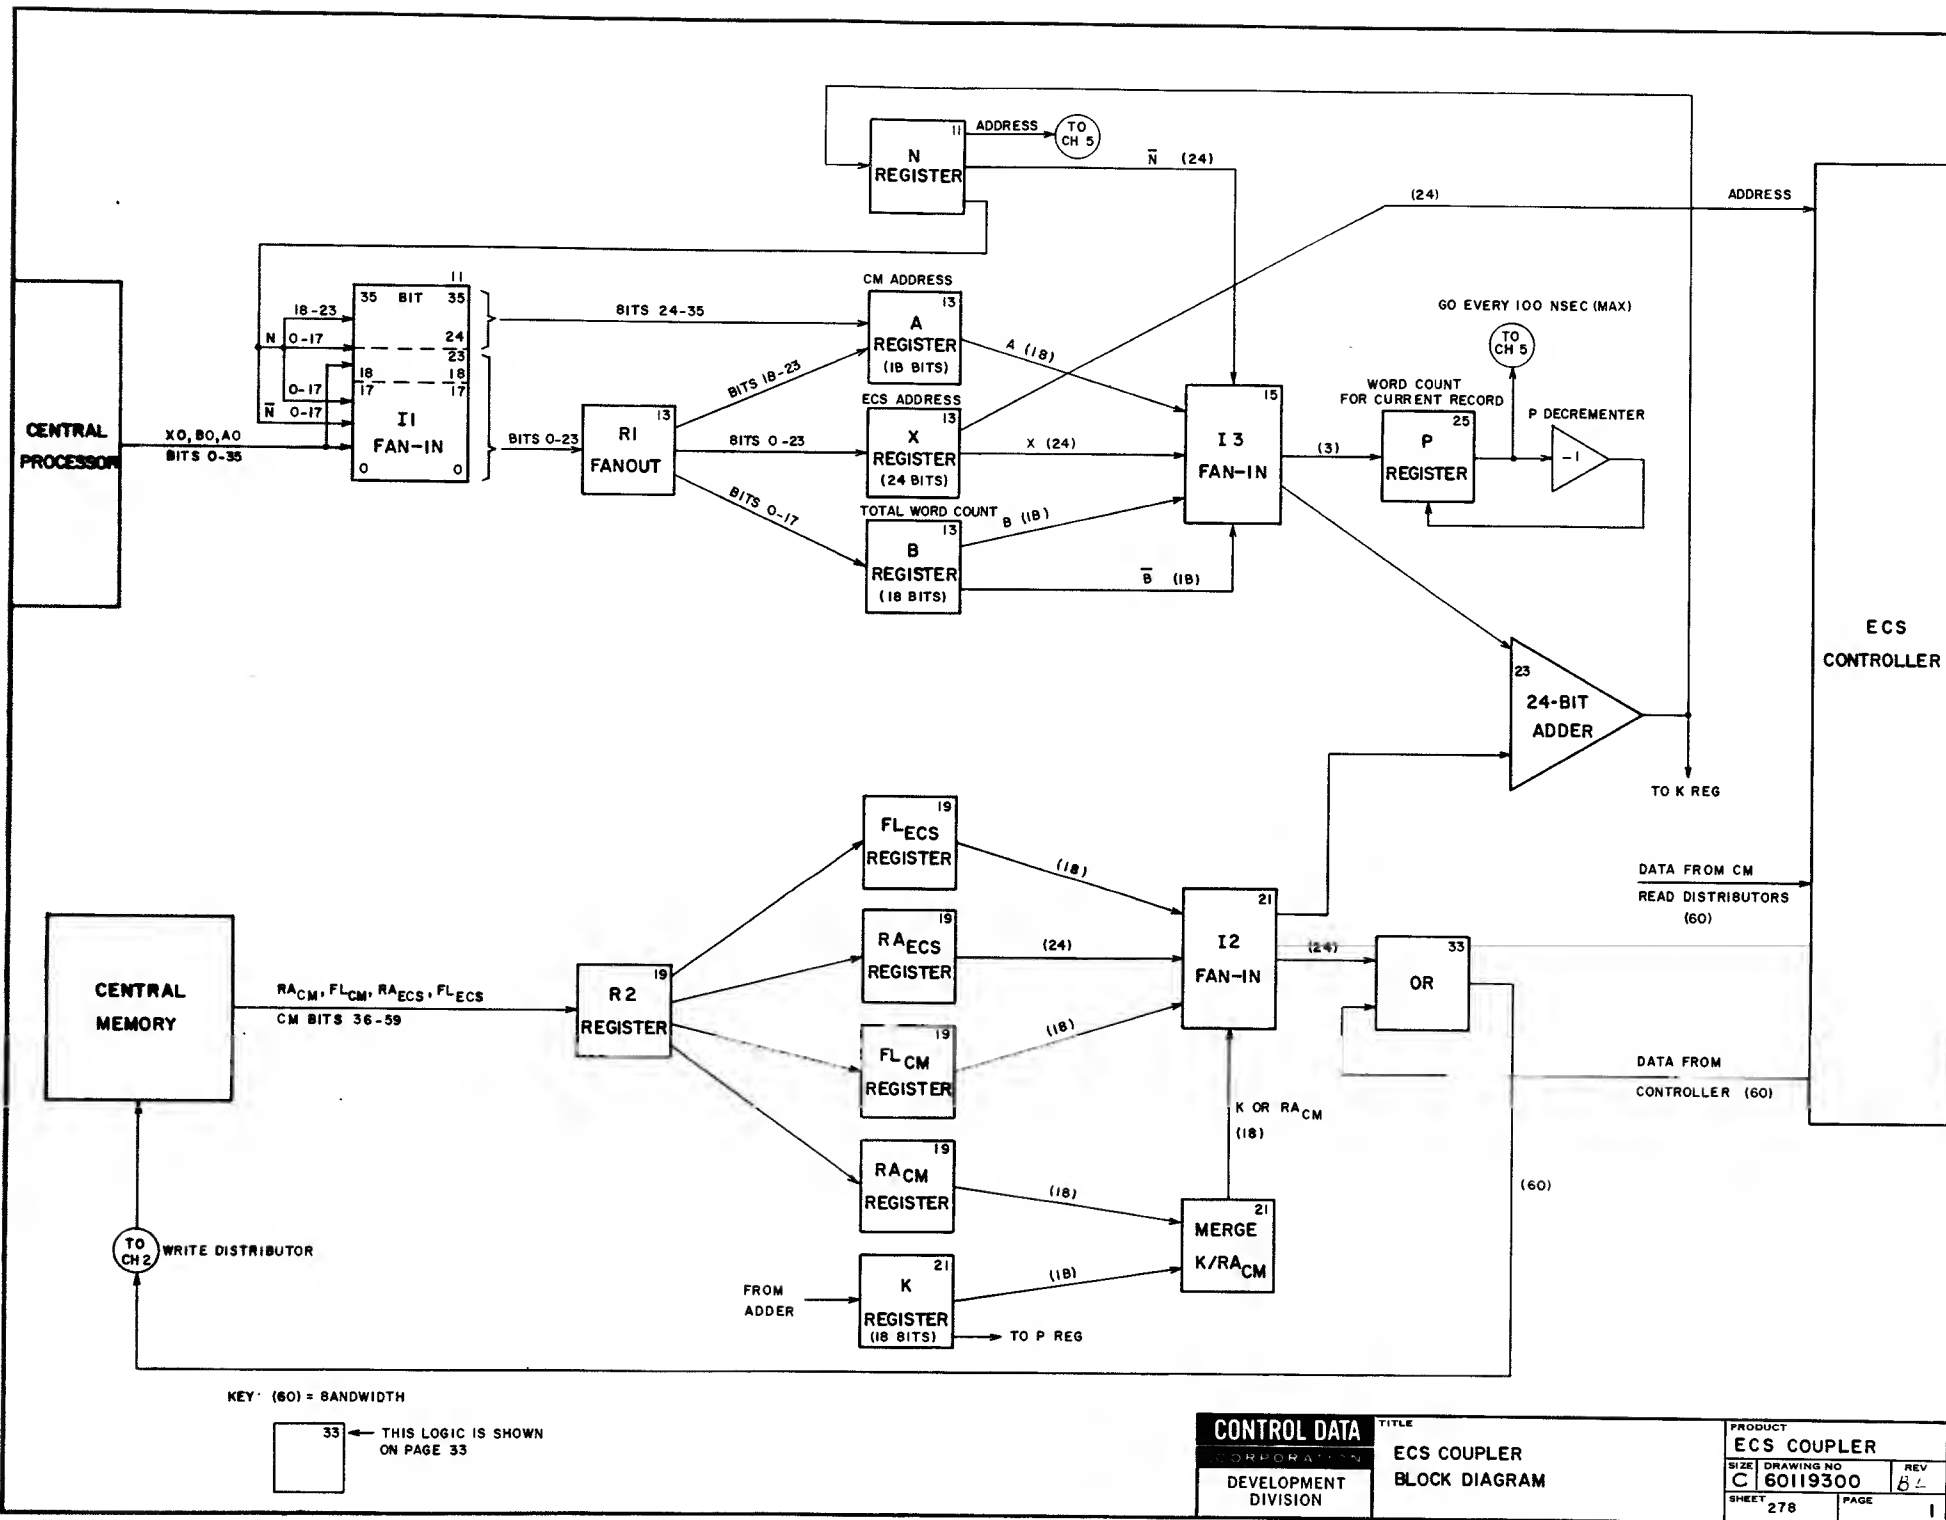 11
ADDRESS
TO
CH 5
N
REGISTER
N̅ (24)
(24)
ADDRESS
11
35 BIT 35
18-23
N 0-17
24
23
18 18
17 17
0-17
N̅ 0-17
I1
FAN-IN
0 0
CENTRAL
PROCESSOR
X0, B0, A0
BITS 0-35
BITS 24-35
BITS 0-23
13
R1
FANOUT
BITS 18-23
BITS 0-23
BITS 0-17
CM ADDRESS
13
A
REGISTER
(18 BITS)
ECS ADDRESS
13
X
REGISTER
(24 BITS)
TOTAL WORD COUNT
13
B
REGISTER
(18 BITS)
A (18)
X (24)
B (18)
B̅ (18)
15
I3
FAN-IN
(3)
GO EVERY 100 NSEC (MAX)
TO
CH 5
WORD COUNT
FOR CURRENT RECORD
25
P
REGISTER
P DECREMENTER
-1
ECS
CONTROLLER
23
24-BIT
ADDER
TO K REG
19
FLECS
REGISTER
(18)
19
RAECS
REGISTER
(24)
19
FLCM
REGISTER
(18)
19
RACM
REGISTER
(18)
21
K
REGISTER
(18 BITS)
(18)
FROM
ADDER
TO P REG
CENTRAL
MEMORY
RACM, FLCM, RAECS, FLECS
CM BITS 36-59
19
R2
REGISTER
21
I2
FAN-IN
(24)
33
OR
DATA FROM CM
READ DISTRIBUTORS
(60)
DATA FROM
CONTROLLER (60)
K OR RACM
(18)
21
MERGE
K/RACM
(60)
TO
CH 2
WRITE DISTRIBUTOR
KEY: (60) = BANDWIDTH
33
THIS LOGIC IS SHOWN
ON PAGE 33
CONTROL DATA
CORPORATION
DEVELOPMENT
DIVISION
TITLE
ECS COUPLER
BLOCK DIAGRAM
PRODUCT
ECS COUPLER
SIZE DRAWING NO REV
C 60119300
SHEET 278 PAGE 1